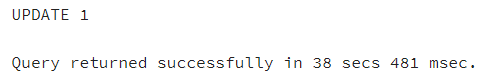 UPDATE 1
Query returned successfully in 38 secs 481 msec.